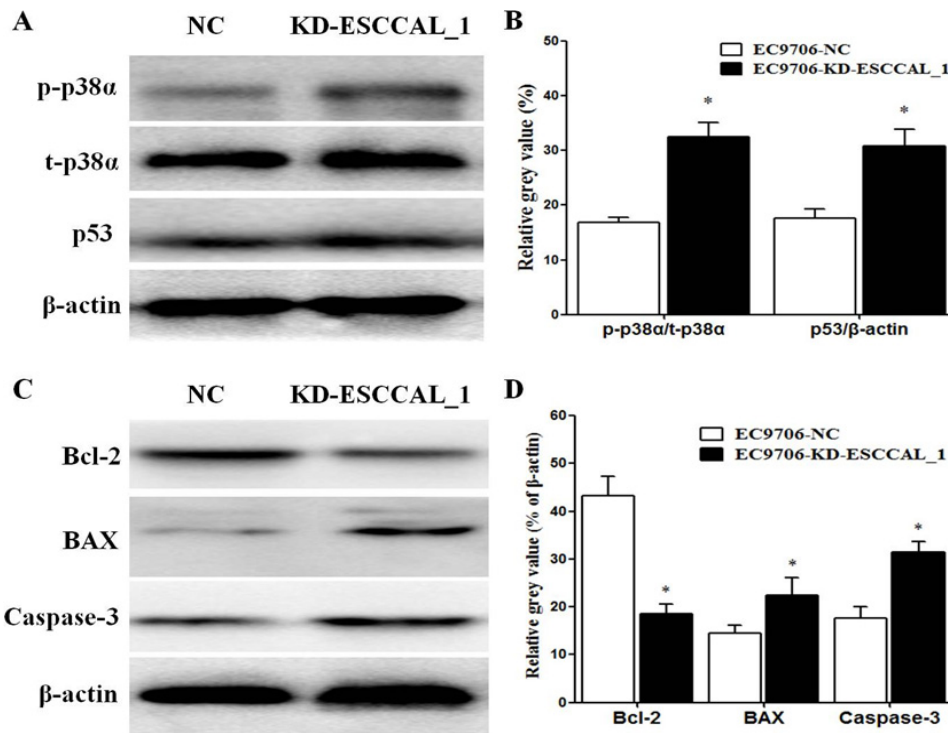 A
NC KD-ESCCAL_1
p-p38α
t-p38α
p53
β-actin
B
Relative grey value (%)
50
40
30
20
10
0
EC9706-NC
EC9706-KD-ESCCAL_1
* *
p-p38α/t-p38α p53/β-actin
C
NC KD-ESCCAL_1
Bcl-2
BAX
Caspase-3
β-actin
D
Relative grey value (% of β-actin)
60
50
40
30
20
10
0
EC9706-NC
EC9706-KD-ESCCAL_1
* * *
Bcl-2 BAX Caspase-3